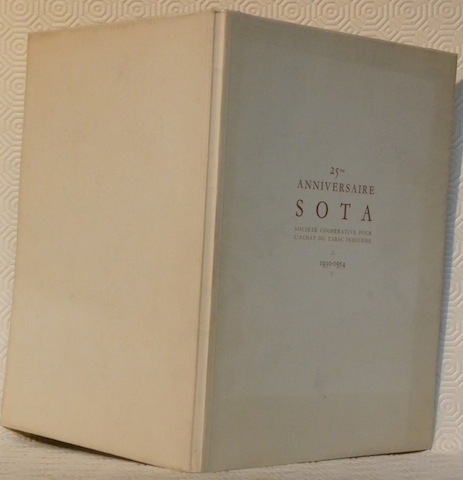 25me
ANNIVERSAIRE
SOTA
SOCIÉTÉ COOPÉRATIVE POUR
L'ACHAT DU TABAC INDIGÈNE
1930-1954